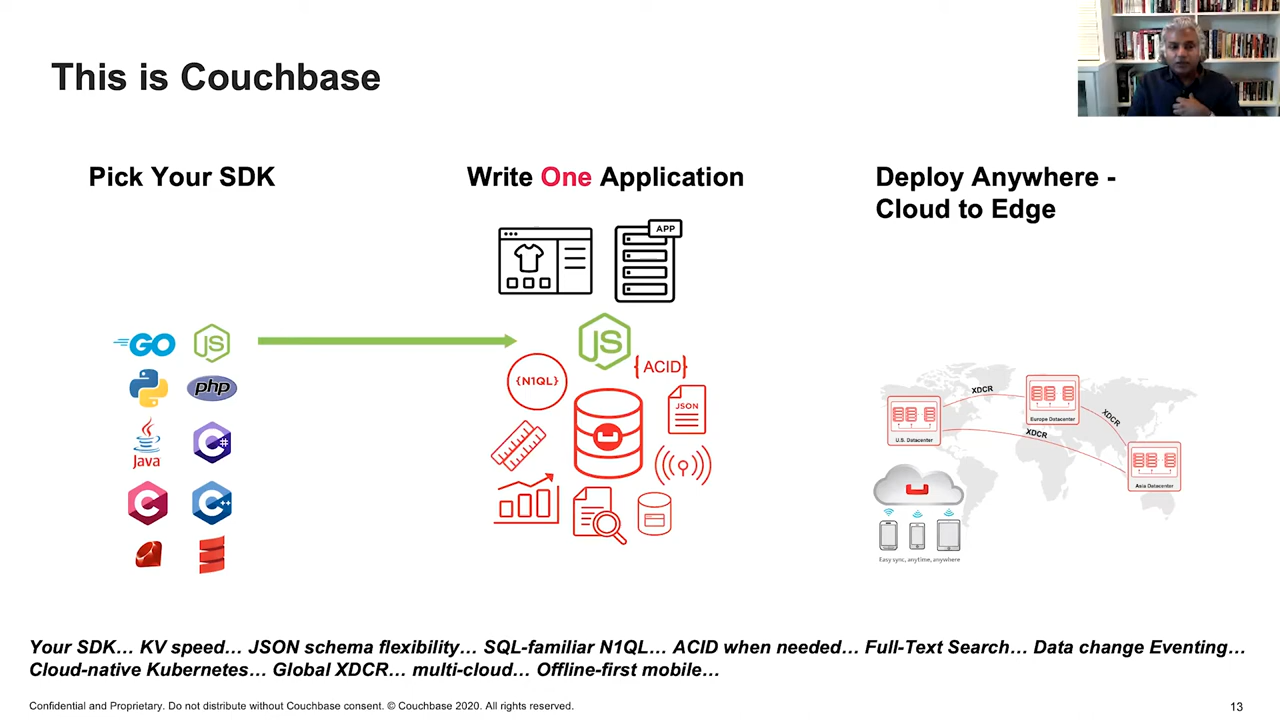 This is Couchbase
Pick Your SDK
Write One Application
Deploy Anywhere -
Cloud to Edge
APP
GO
JS
php
Java
C#
C
C++
JS
{N1QL}
{ACID}
JSON
XDCR
XDCR
XDCR
U.S. Datacenter
Europe Datacenter
Asia Datacenter
Easy sync, anytime, anywhere
Your SDK… KV speed… JSON schema flexibility… SQL-familiar N1QL… ACID when needed… Full-Text Search… Data change Eventing…
Cloud-native Kubernetes… Global XDCR… multi-cloud… Offline-first mobile…
Confidential and Proprietary. Do not distribute without Couchbase consent. © Couchbase 2020. All rights reserved.
13